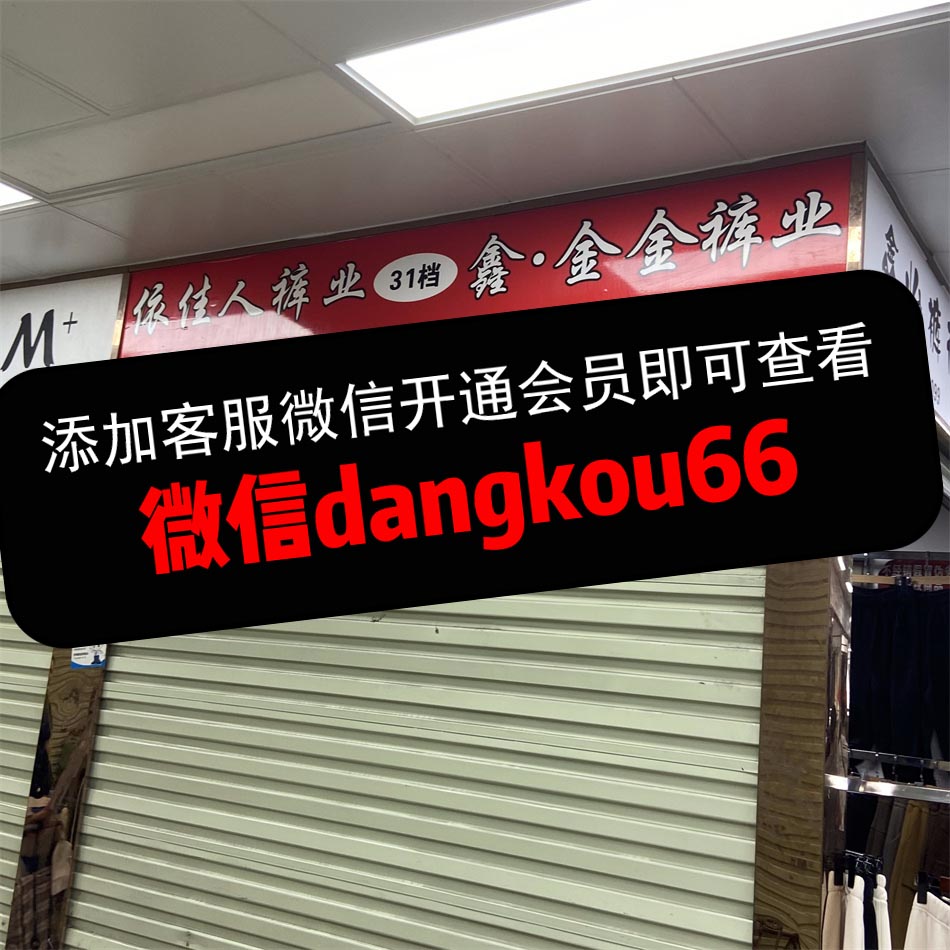 依佳人裤业 31档 鑫·金金裤业
M+
添加客服微信开通会员即可查看
微信dangkou66